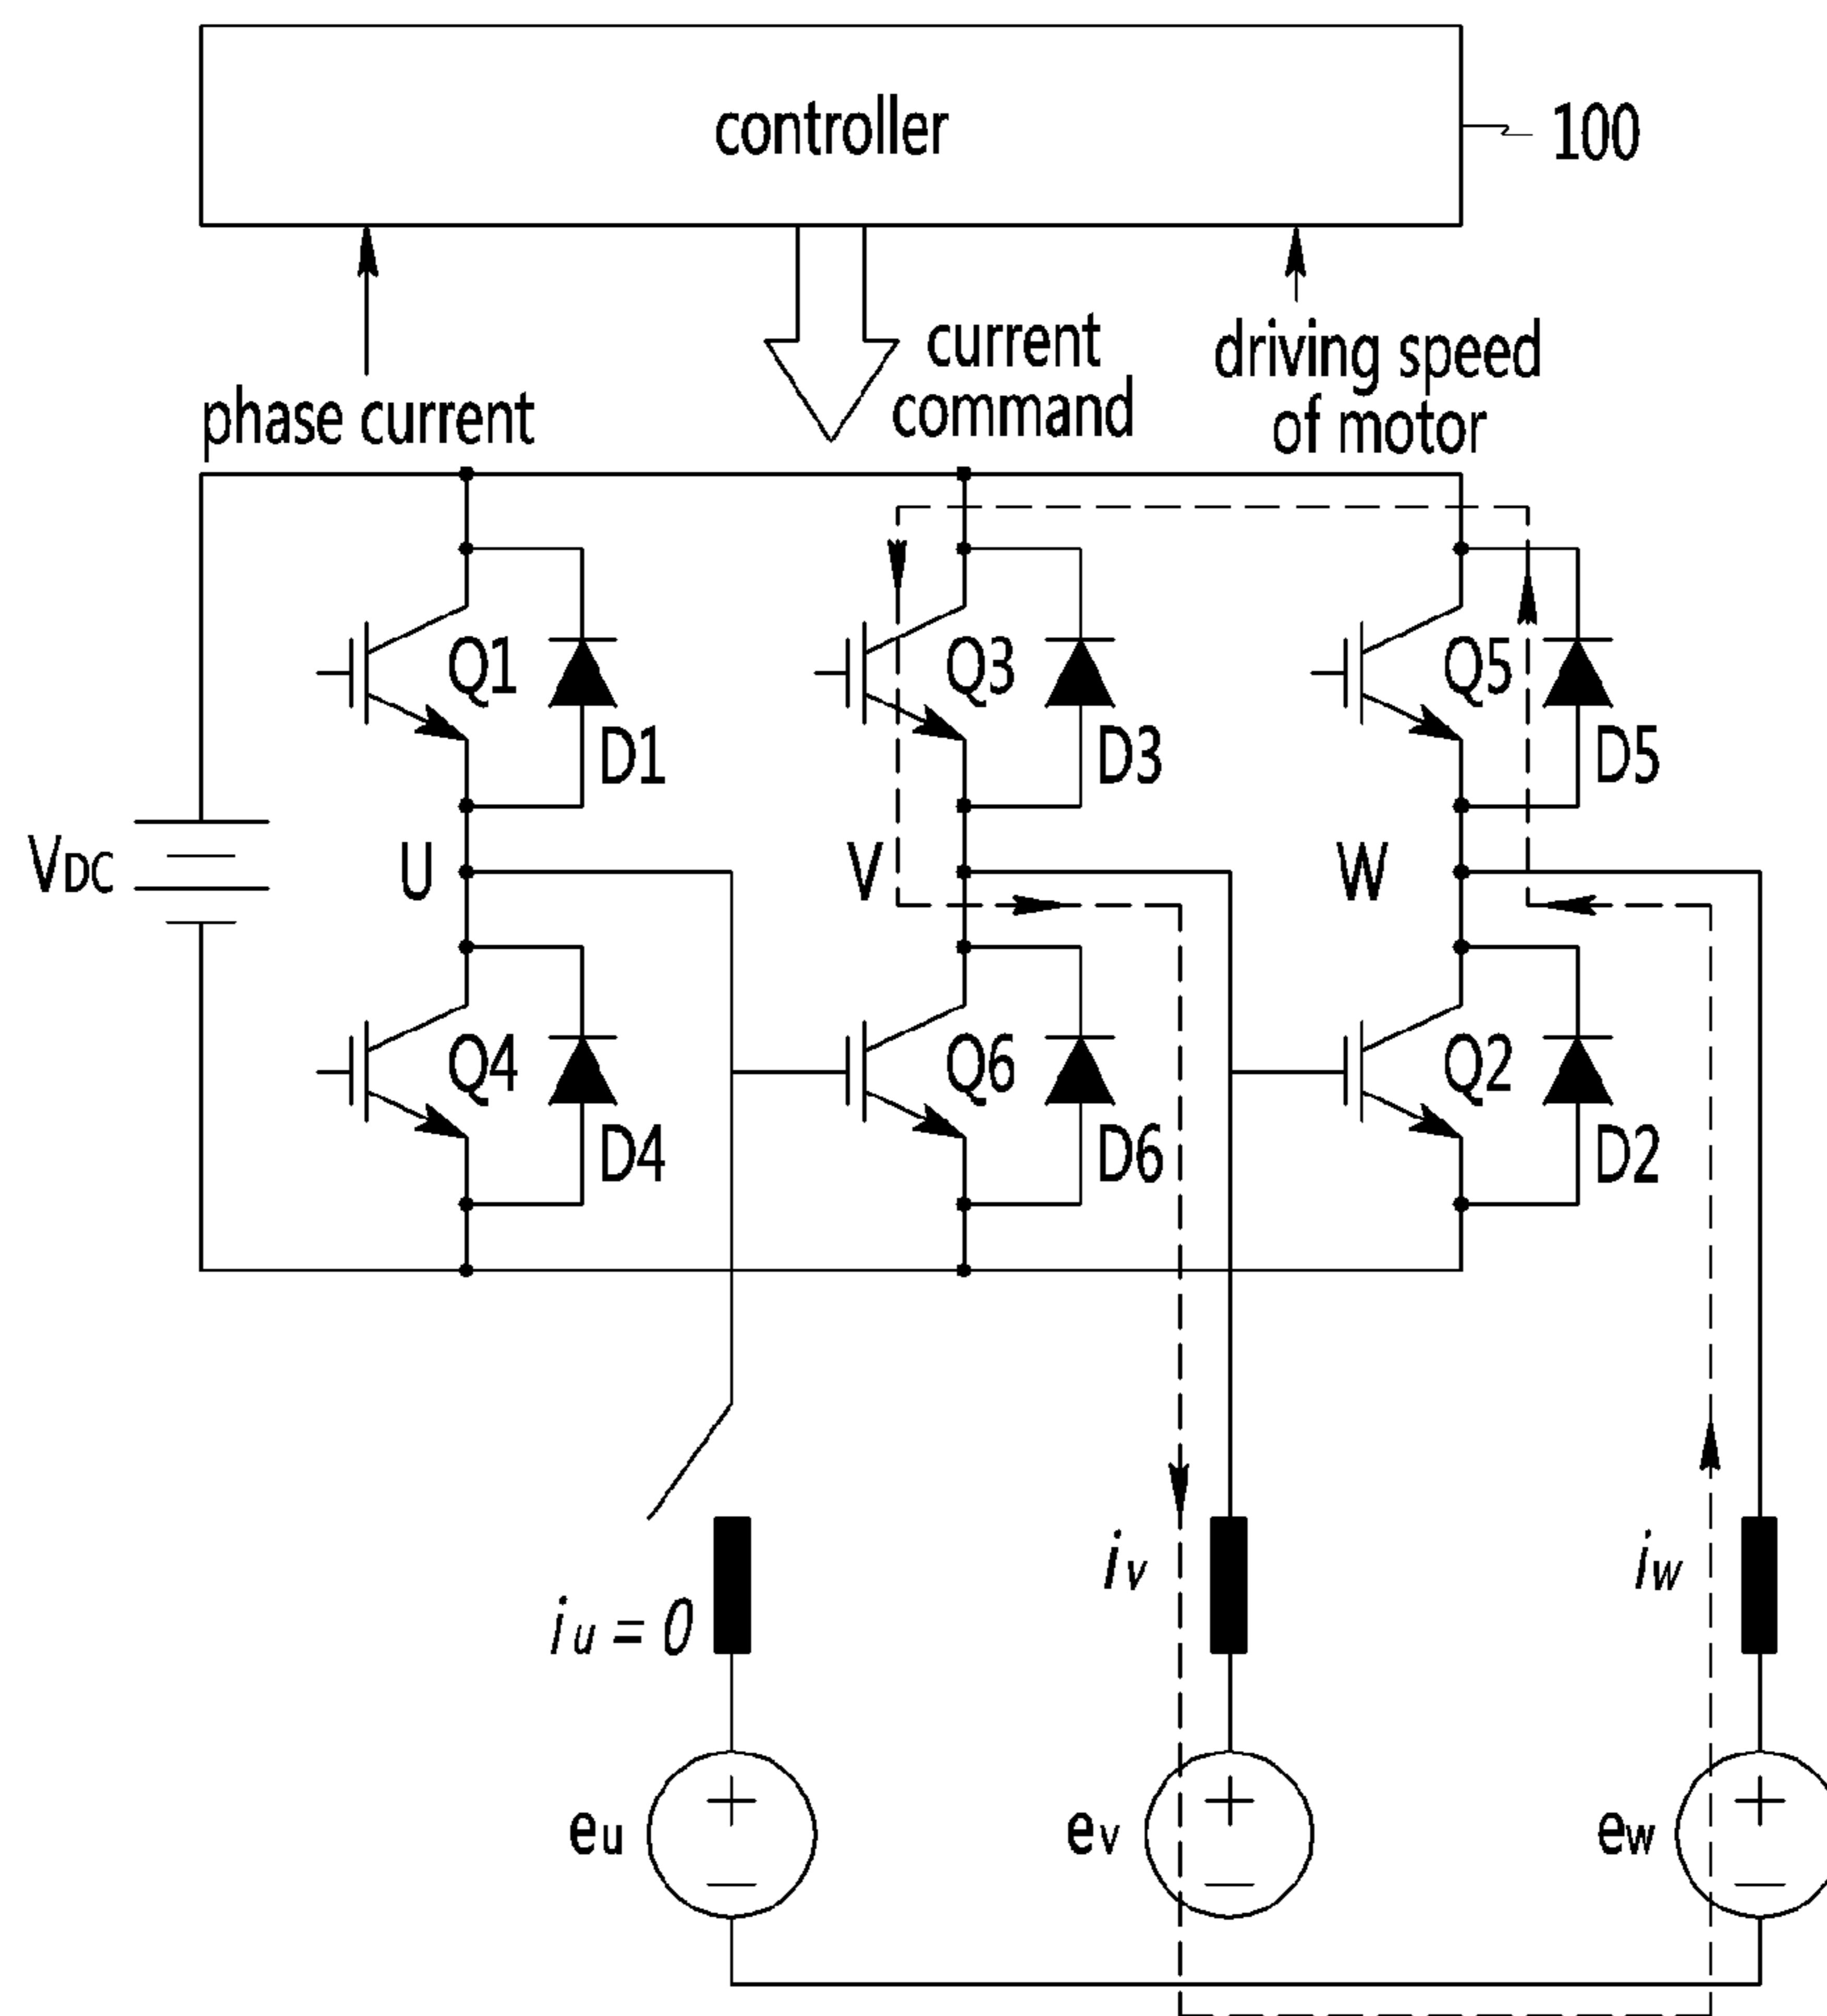 controller
100
phase current
current
command
driving speed
of motor
Q1
D1
Q3
D3
Q5
D5
VDC
U
V
W
Q4
D4
Q6
D6
Q2
D2
iu = 0
iv
iw
+
−
eu
+
−
ev
+
−
ew